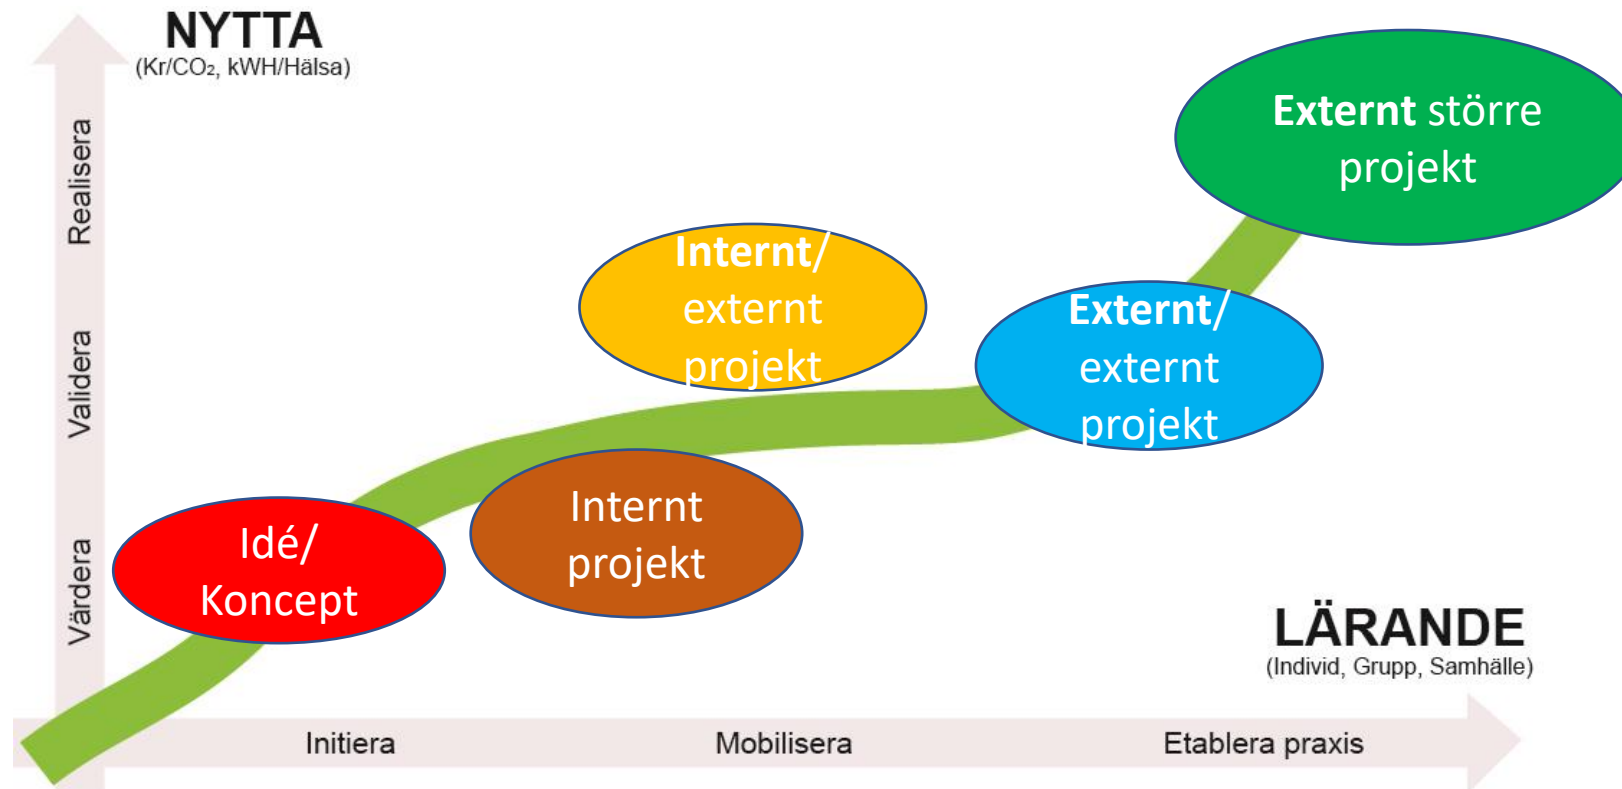 NYTTA
(Kr/CO₂, kWH/Hälsa)
Realisera
Validera
Värdera
Externt större
projekt
Internt/
externt
projekt
Externt/
externt
projekt
Internt
projekt
Idé/
Koncept
LÄRANDE
(Individ, Grupp, Samhälle)
Initiera
Mobilisera
Etablera praxis